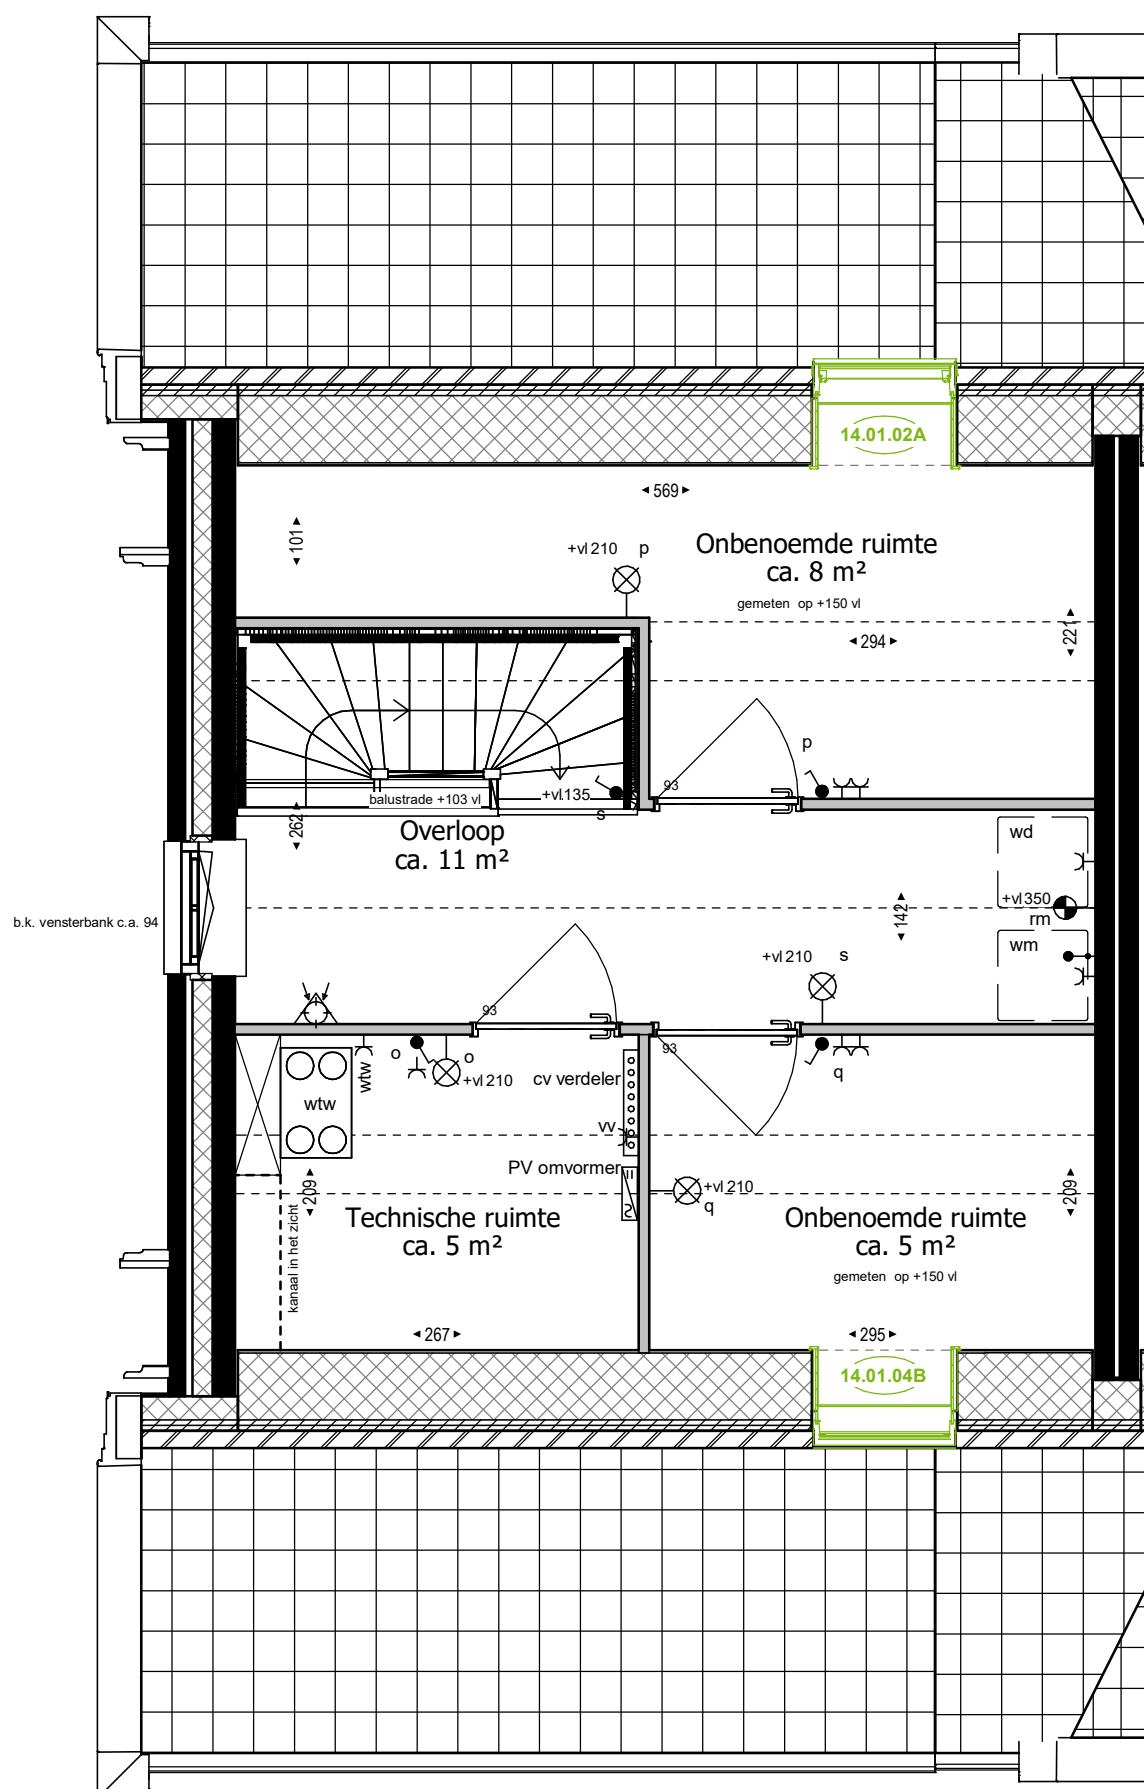 14.01.02A
569
101
+vl 210 p
Onbenoemde ruimte
ca. 8 m²
gemeten op +150 vl
221
294
p
93
balustrade +103 vl
+vl 135
s
262
Overloop
ca. 11 m²
wd
+vl 350
rm
142
b.k. vensterbank c.a. 94
wm
+vl 210 s
93
93
o
o
+vl 210
wtw
wtw
cv verdeler
q
vv
PV omvormer
+vl 210
q
209
209
Technische ruimte
ca. 5 m²
Onbenoemde ruimte
ca. 5 m²
gemeten op +150 vl
kanaal in het zicht
267
295
14.01.04B